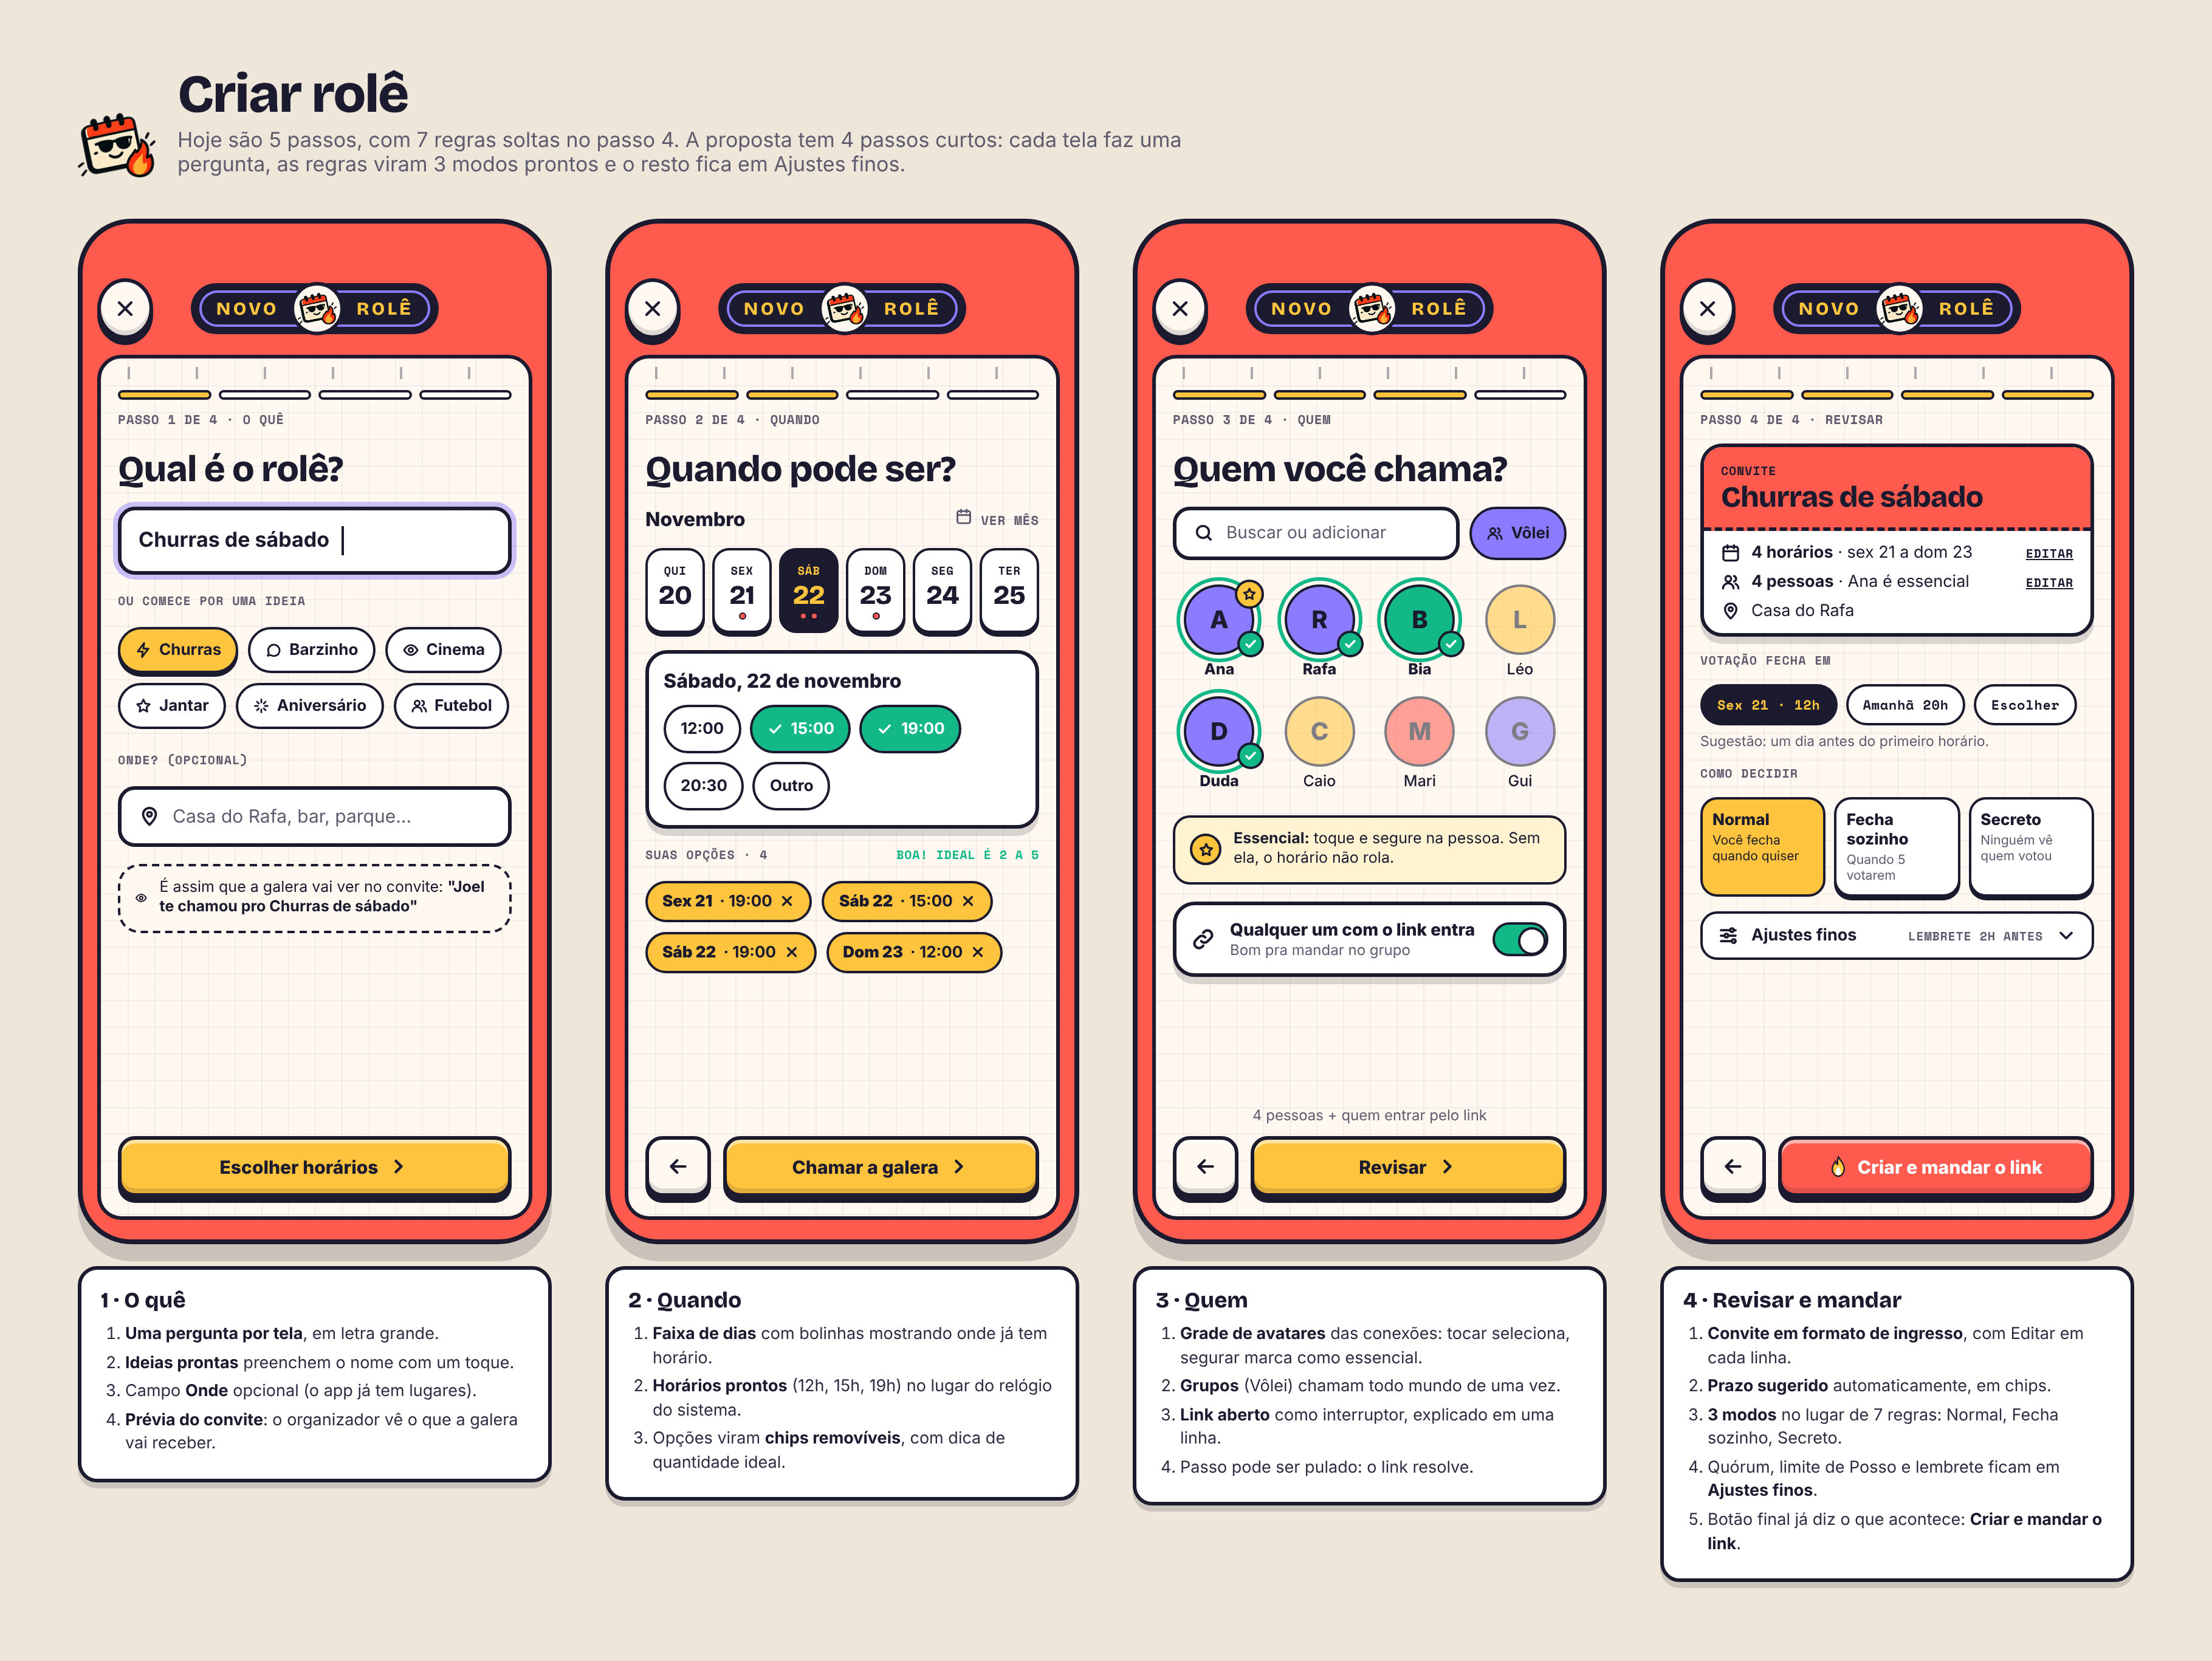 Criar rolê
Hoje são 5 passos, com 7 regras soltas no passo 4. A proposta tem 4 passos curtos: cada tela faz uma
pergunta, as regras viram 3 modos prontos e o resto fica em Ajustes finos.
NOVO ROLÊ
PASSO 1 DE 4 · O QUÊ
Qual é o rolê?
Churras de sábado
OU COMECE POR UMA IDEIA
Churras Barzinho Cinema
Jantar Aniversário Futebol
ONDE? (OPCIONAL)
Casa do Rafa, bar, parque...
É assim que a galera vai ver no convite: "Joel
te chamou pro Churras de sábado"
Escolher horários
NOVO ROLÊ
PASSO 2 DE 4 · QUANDO
Quando pode ser?
Novembro VER MÊS
QUI SEX SÁB DOM SEG TER
20 21 22 23 24 25
Sábado, 22 de novembro
12:00 15:00 19:00
20:30 Outro
SUAS OPÇÕES · 4 BOA! IDEAL É 2 A 5
Sex 21 · 19:00 Sáb 22 · 15:00
Sáb 22 · 19:00 Dom 23 · 12:00
Chamar a galera
NOVO ROLÊ
PASSO 3 DE 4 · QUEM
Quem você chama?
Buscar ou adicionar Vôlei
A R B L
Ana Rafa Bia Léo
D C M G
Duda Caio Mari Gui
Essencial: toque e segure na pessoa. Sem
ela, o horário não rola.
Qualquer um com o link entra
Bom pra mandar no grupo
4 pessoas + quem entrar pelo link
Revisar
NOVO ROLÊ
PASSO 4 DE 4 · REVISAR
CONVITE
Churras de sábado
4 horários · sex 21 a dom 23 EDITAR
4 pessoas · Ana é essencial EDITAR
Casa do Rafa
VOTAÇÃO FECHA EM
Sex 21 · 12h Amanhã 20h Escolher
Sugestão: um dia antes do primeiro horário.
COMO DECIDIR
Normal
Você fecha
quando quiser
Fecha
sozinho
Quando 5
votarem
Secreto
Ninguém vê
quem votou
Ajustes finos LEMBRETE 2H ANTES
Criar e mandar o link
1 · O quê
1. Uma pergunta por tela, em letra grande.
2. Ideias prontas preenchem o nome com um toque.
3. Campo Onde opcional (o app já tem lugares).
4. Prévia do convite: o organizador vê o que a galera
vai receber.
2 · Quando
1. Faixa de dias com bolinhas mostrando onde já tem
horário.
2. Horários prontos (12h, 15h, 19h) no lugar do relógio
do sistema.
3. Opções viram chips removíveis, com dica de
quantidade ideal.
3 · Quem
1. Grade de avatares das conexões: tocar seleciona,
segurar marca como essencial.
2. Grupos (Vôlei) chamam todo mundo de uma vez.
3. Link aberto como interruptor, explicado em uma
linha.
4. Passo pode ser pulado: o link resolve.
4 · Revisar e mandar
1. Convite em formato de ingresso, com Editar em
cada linha.
2. Prazo sugerido automaticamente, em chips.
3. 3 modos no lugar de 7 regras: Normal, Fecha
sozinho, Secreto.
4. Quórum, limite de Posso e lembrete ficam em
Ajustes finos.
5. Botão final já diz o que acontece: Criar e mandar o
link.